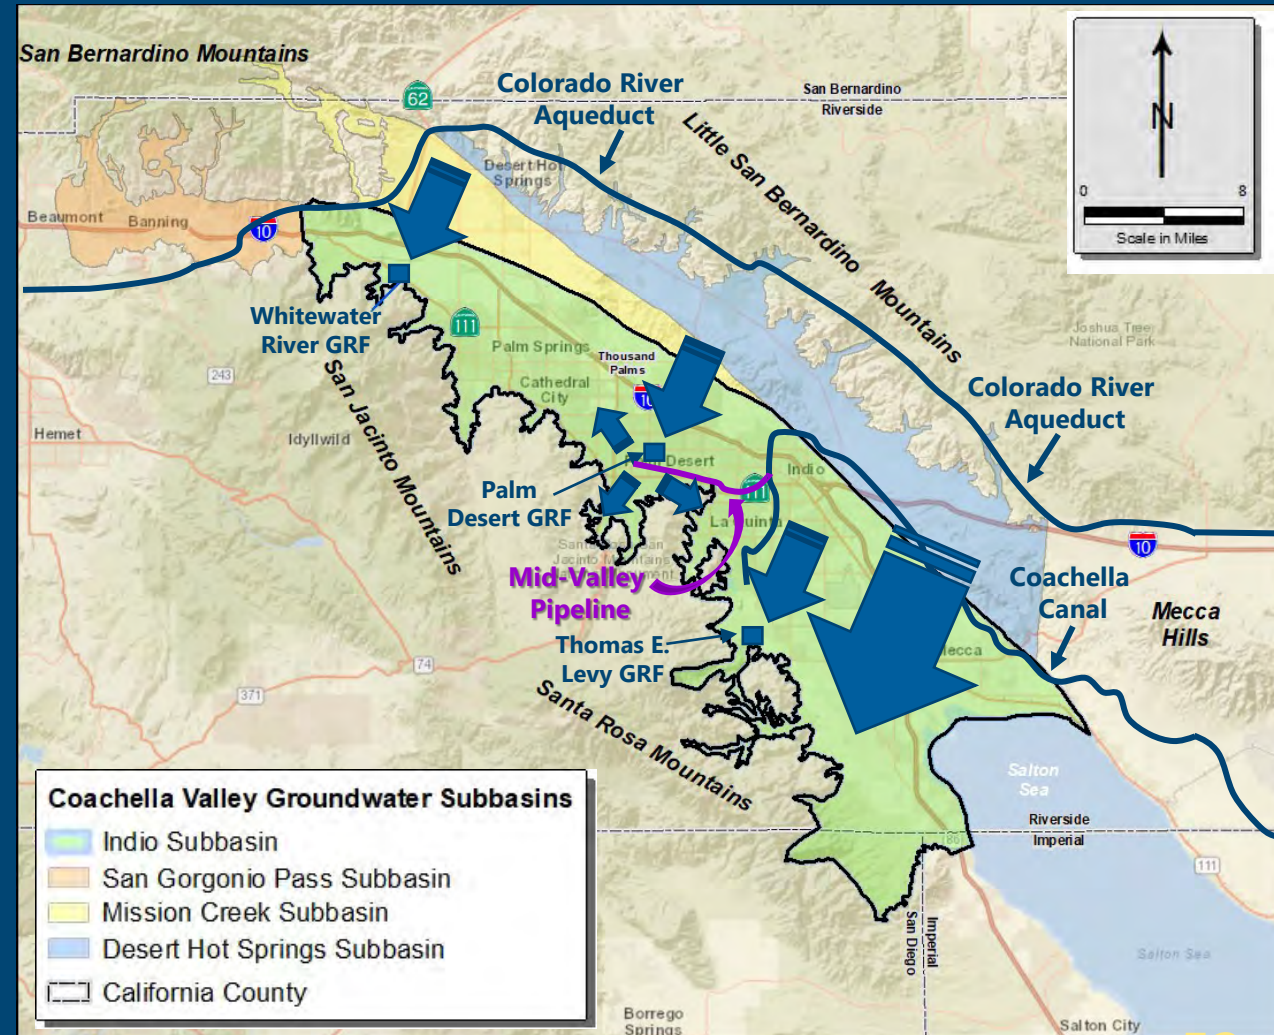 San Bernardino Mountains
62
Colorado River
Aqueduct
San Bernardino
Riverside
N
0 8
Scale in Miles
Little San Bernardino Mountains
Desert Hot
Springs
Beaumont
Banning
10
Whitewater
River GRF
111
Palm Springs
Thousand
Palms
Joshua Tree
National Park
243
Cathedral
City
10
Colorado River
Aqueduct
Hemet
Idyllwild
San Jacinto Mountains
Desert
Indio
Palm
Desert GRF
111
La Quinta
10
Mid-Valley
Pipeline
Coachella
Canal
Mecca
Hills
Thomas E.
Levy GRF
Mecca
74
371
Santa Rosa Mountains
Salton
Sea
Riverside
Imperial
86
111
Coachella Valley Groundwater Subbasins
Indio Subbasin
San Gorgonio Pass Subbasin
Mission Creek Subbasin
Desert Hot Springs Subbasin
California County
Imperial
San Diego
Salton Sea
Borrego
Springs
Salton City